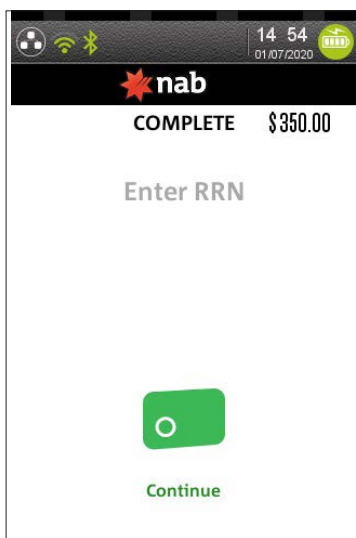 14 54
01/07/2020
nab
COMPLETE $350.00
Enter RRN
Continue